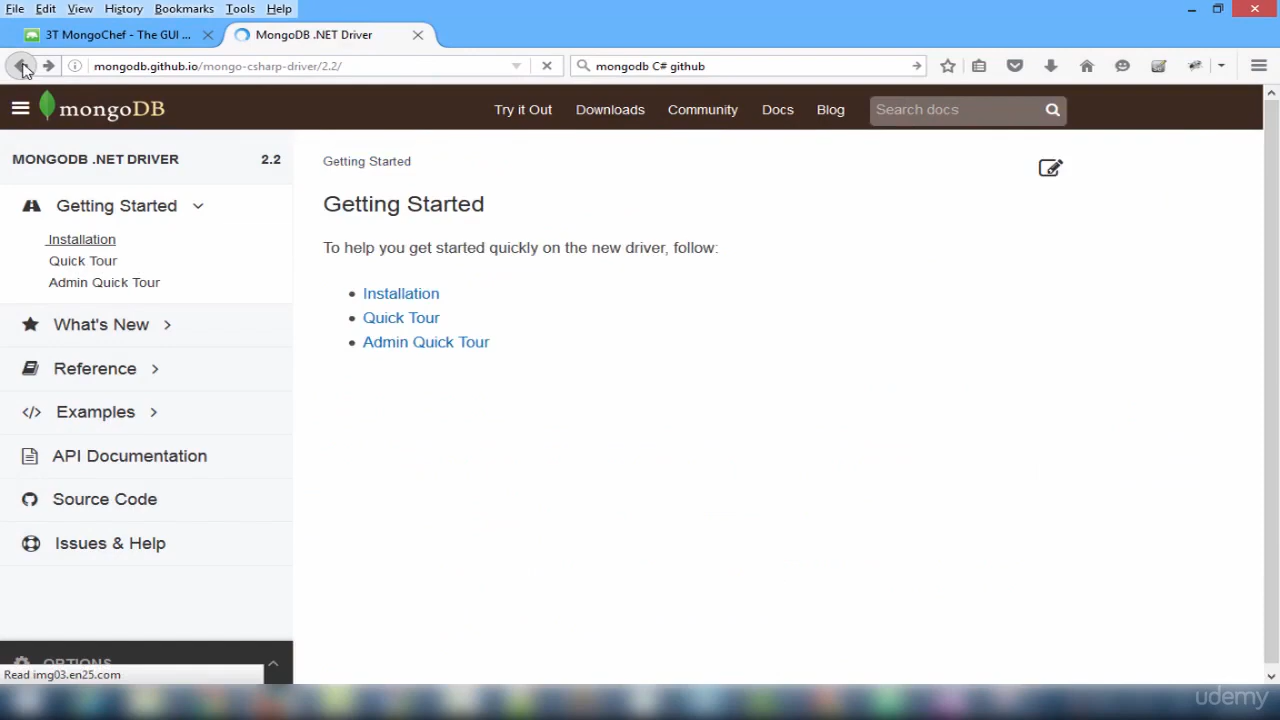 File Edit View History Bookmarks Tools Help
3T MongoChef - The GUI ... MongoDB .NET Driver
mongodb.github.io/mongo-csharp-driver/2.2/ mongodb C# github
mongoDB Try it Out Downloads Community Docs Blog Search docs
MONGODB .NET DRIVER 2.2
Getting Started
Installation
Quick Tour
Admin Quick Tour
What's New
Reference
Examples
API Documentation
Source Code
Issues & Help
OPTIONS
Getting Started
Getting Started
To help you get started quickly on the new driver, follow:
• Installation
• Quick Tour
• Admin Quick Tour
Read img03.en25.com
udemy